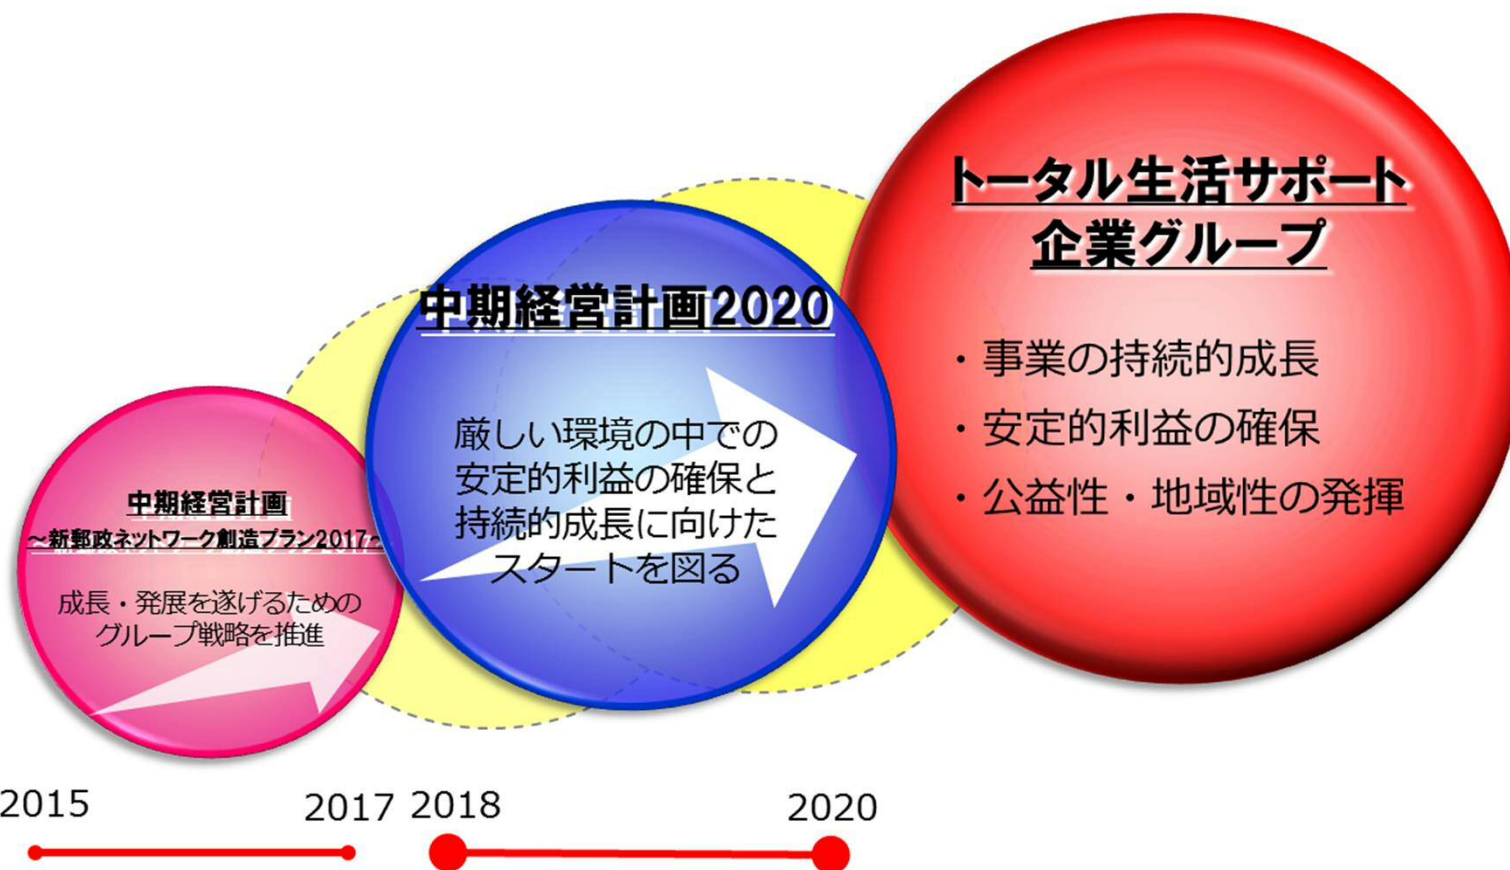 トータル生活サポート
企業グループ
・事業の持続的成長
・安定的利益の確保
・公益性・地域性の発揮
中期経営計画2020
厳しい環境の中での
安定的利益の確保と
持続的成長に向けた
スタートを図る
中期経営計画
~新郵政ネットワーク創造プラン2017~
成長・発展を遂げるための
グループ戦略を推進
2015
2017
2018
2020